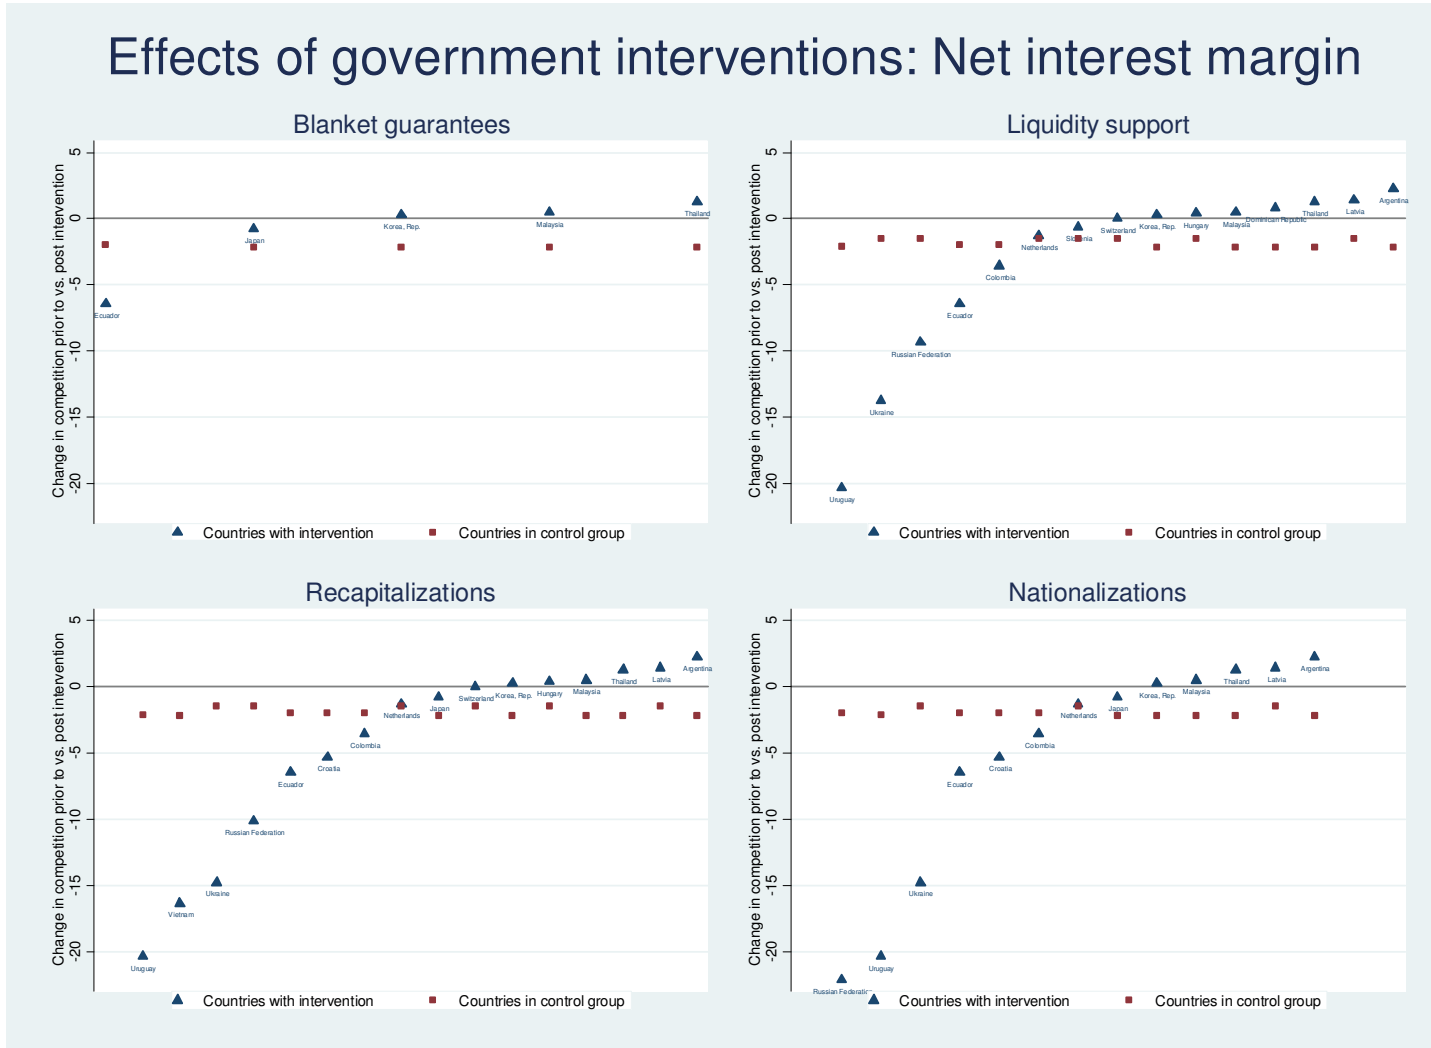 Effects of government interventions: Net interest margin
Blanket guarantees
Change in competition prior to vs. post intervention
5
0
-5
-10
-15
-20
Ecuador
Japan
Korea, Rep.
Malaysia
Thailand
Countries with intervention
Countries in control group
Liquidity support
Change in competition prior to vs. post intervention
5
0
-5
-10
-15
-20
Uruguay
Ukraine
Russian Federation
Ecuador
Colombia
Netherlands
Slovenia
Switzerland
Korea, Rep.
Hungary
Malaysia
Dominican Republic
Thailand
Latvia
Argentina
Countries with intervention
Countries in control group
Recapitalizations
Change in competition prior to vs. post intervention
5
0
-5
-10
-15
-20
Uruguay
Vietnam
Ukraine
Russian Federation
Ecuador
Croatia
Colombia
Netherlands
Japan
Switzerland
Korea, Rep.
Hungary
Malaysia
Thailand
Latvia
Argentina
Countries with intervention
Countries in control group
Nationalizations
Change in competition prior to vs. post intervention
5
0
-5
-10
-15
-20
Russian Federation
Uruguay
Ukraine
Ecuador
Croatia
Colombia
Netherlands
Japan
Korea, Rep.
Malaysia
Thailand
Latvia
Argentina
Countries with intervention
Countries in control group